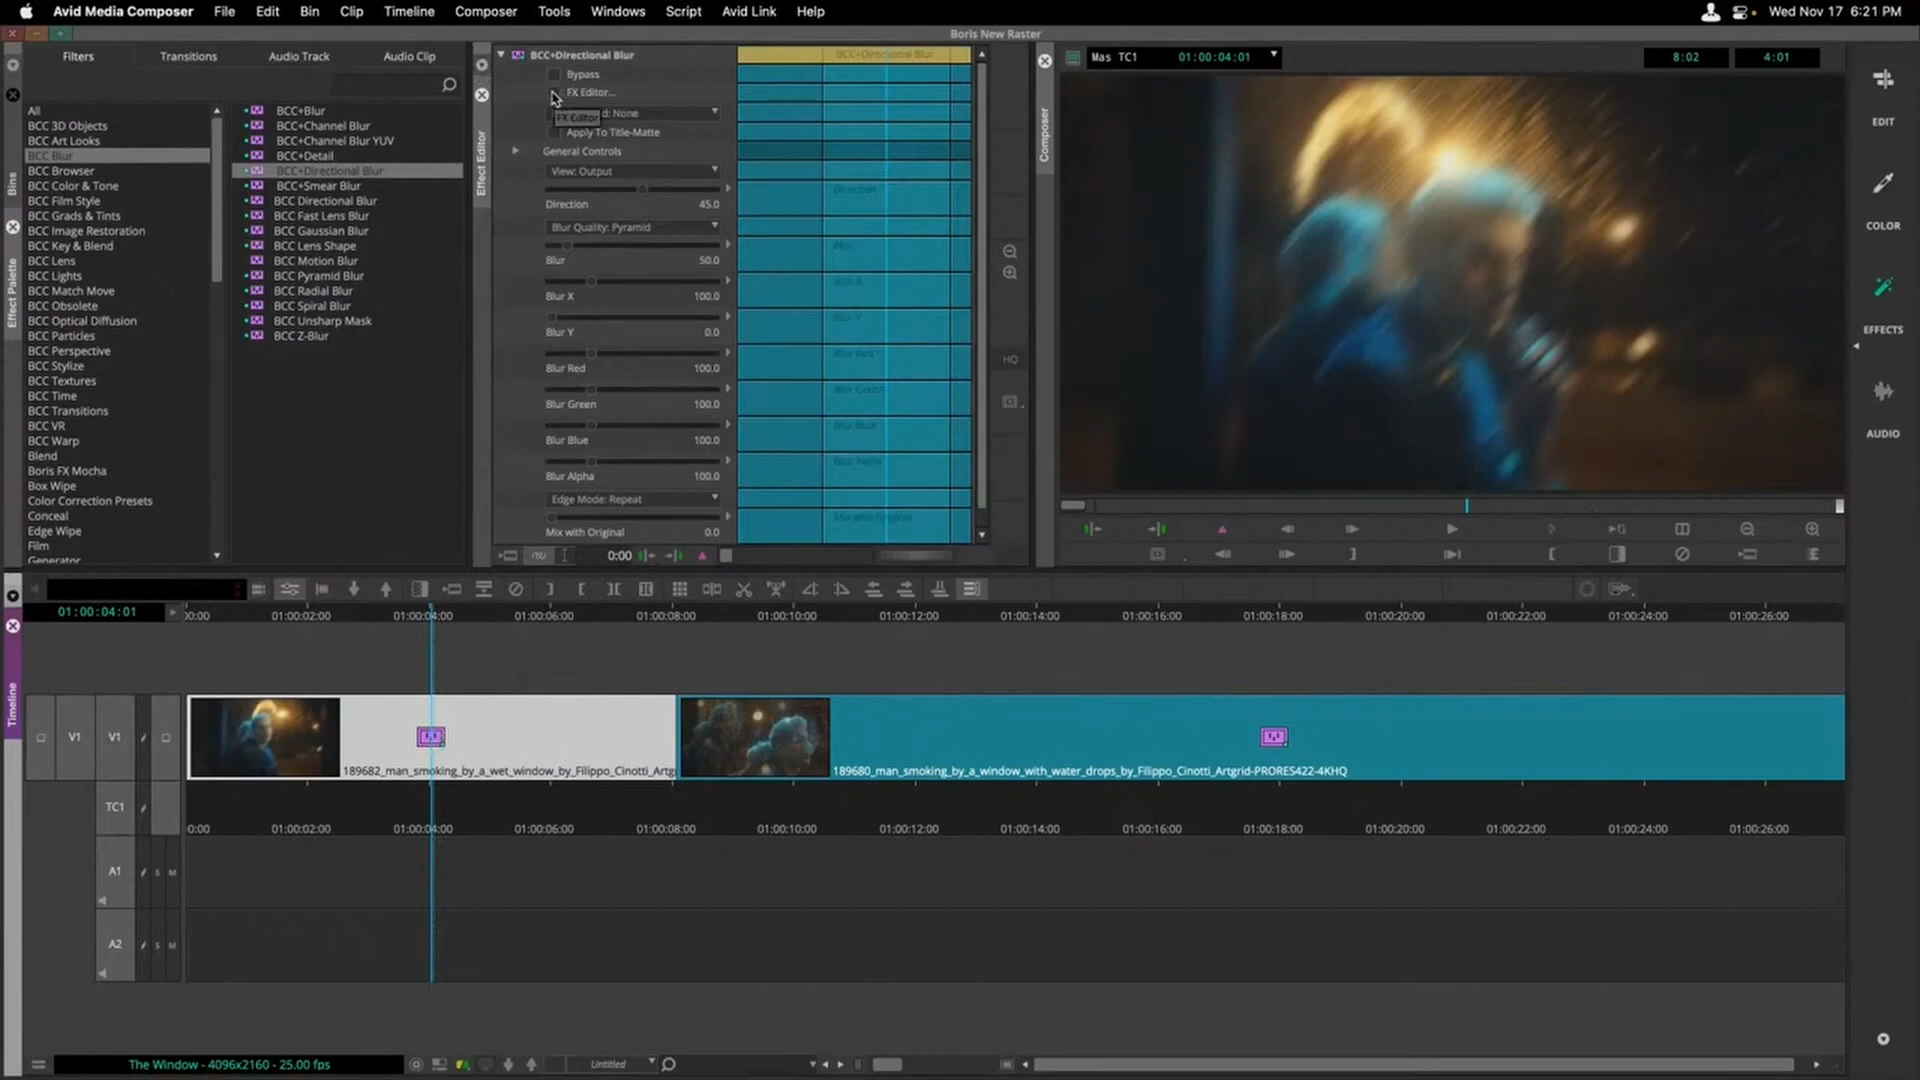 Avid Media Composer File Edit Bin Clip Timeline Composer Tools Windows Script Avid Link Help
Wed Nov 17 6:21 PM
Boris New Raster
Filters Transitions Audio Track Audio Clip
Bins
Effect Palette
All
BCC 3D Objects
BCC Art Looks
BCC Blur
BCC Browser
BCC Color & Tone
BCC Film Style
BCC Grads & Tints
BCC Image Restoration
BCC Key & Blend
BCC Lens
BCC Lights
BCC Match Move
BCC Obsolete
BCC Optical Diffusion
BCC Particles
BCC Perspective
BCC Stylize
BCC Textures
BCC Time
BCC Transitions
BCC VR
BCC Warp
Blend
Boris FX Mocha
Box Wipe
Color Correction Presets
Conceal
Edge Wipe
Film
Generator
BCC+Blur
BCC+Channel Blur
BCC+Channel Blur YUV
BCC+Detail
BCC+Directional Blur
BCC+Smear Blur
BCC Directional Blur
BCC Fast Lens Blur
BCC Gaussian Blur
BCC Lens Shape
BCC Motion Blur
BCC Pyramid Blur
BCC Radial Blur
BCC Spiral Blur
BCC Unsharp Mask
BCC Z-Blur
Effect Editor
BCC+Directional Blur
Bypass
FX Editor...
d: None
FX Editor
Apply To Title-Matte
General Controls
View: Output
Direction 45.0
Blur Quality: Pyramid
Blur 50.0
Blur X 100.0
Blur Y 0.0
Blur Red 100.0
Blur Green 100.0
Blur Blue 100.0
Blur Alpha 100.0
Edge Mode: Repeat
Mix with Original 0.0
0:00
BCC+Directional Blur
Direction
Blur
Blur X
Blur Y
Blur Red
Blur Green
Blur Blue
Blur Alpha
Mix with Original
HQ
Composer
Mas TC1 01:00:04:01
8:02 4:01
EDIT
COLOR
EFFECTS
AUDIO
Timeline
01:00:04:01
00:00 01:00:02:00 01:00:04:00 01:00:06:00 01:00:08:00 01:00:10:00 01:00:12:00 01:00:14:00 01:00:16:00 01:00:18:00 01:00:20:00 01:00:22:00 01:00:24:00 01:00:26:00
V1 V1
189682_man_smoking_by_a_wet_window_by_Filippo_Cinotti_Artg
189680_man_smoking_by_a_window_with_water_drops_by_Filippo_Cinotti_Artgrid-PRORES422-4KHQ
TC1
0:00 01:00:02:00 01:00:04:00 01:00:06:00 01:00:08:00 01:00:10:00 01:00:12:00 01:00:14:00 01:00:16:00 01:00:18:00 01:00:20:00 01:00:22:00 01:00:24:00 01:00:26:00
A1 S M
A2 S M
The Window - 4096x2160 - 25.00 fps
Untitled